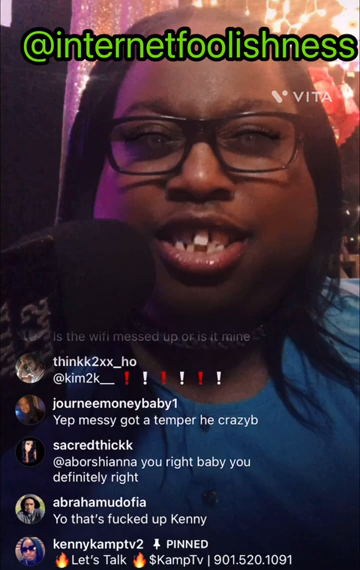 @internetfoolishness
VITA
Is the wifi messed up or is it mine
thinkk2xx_ho
@kim2k__ ❗❕❗❕❗❕
journeemoneybaby1
Yep messy got a temper he crazyb
sacredthickk
@aborshianna you right baby you
definitely right
abrahamudofia
Yo that's fucked up Kenny
kennykamptv2 📌 PINNED
🔥Let's Talk 🔥$KampTv | 901.520.1091